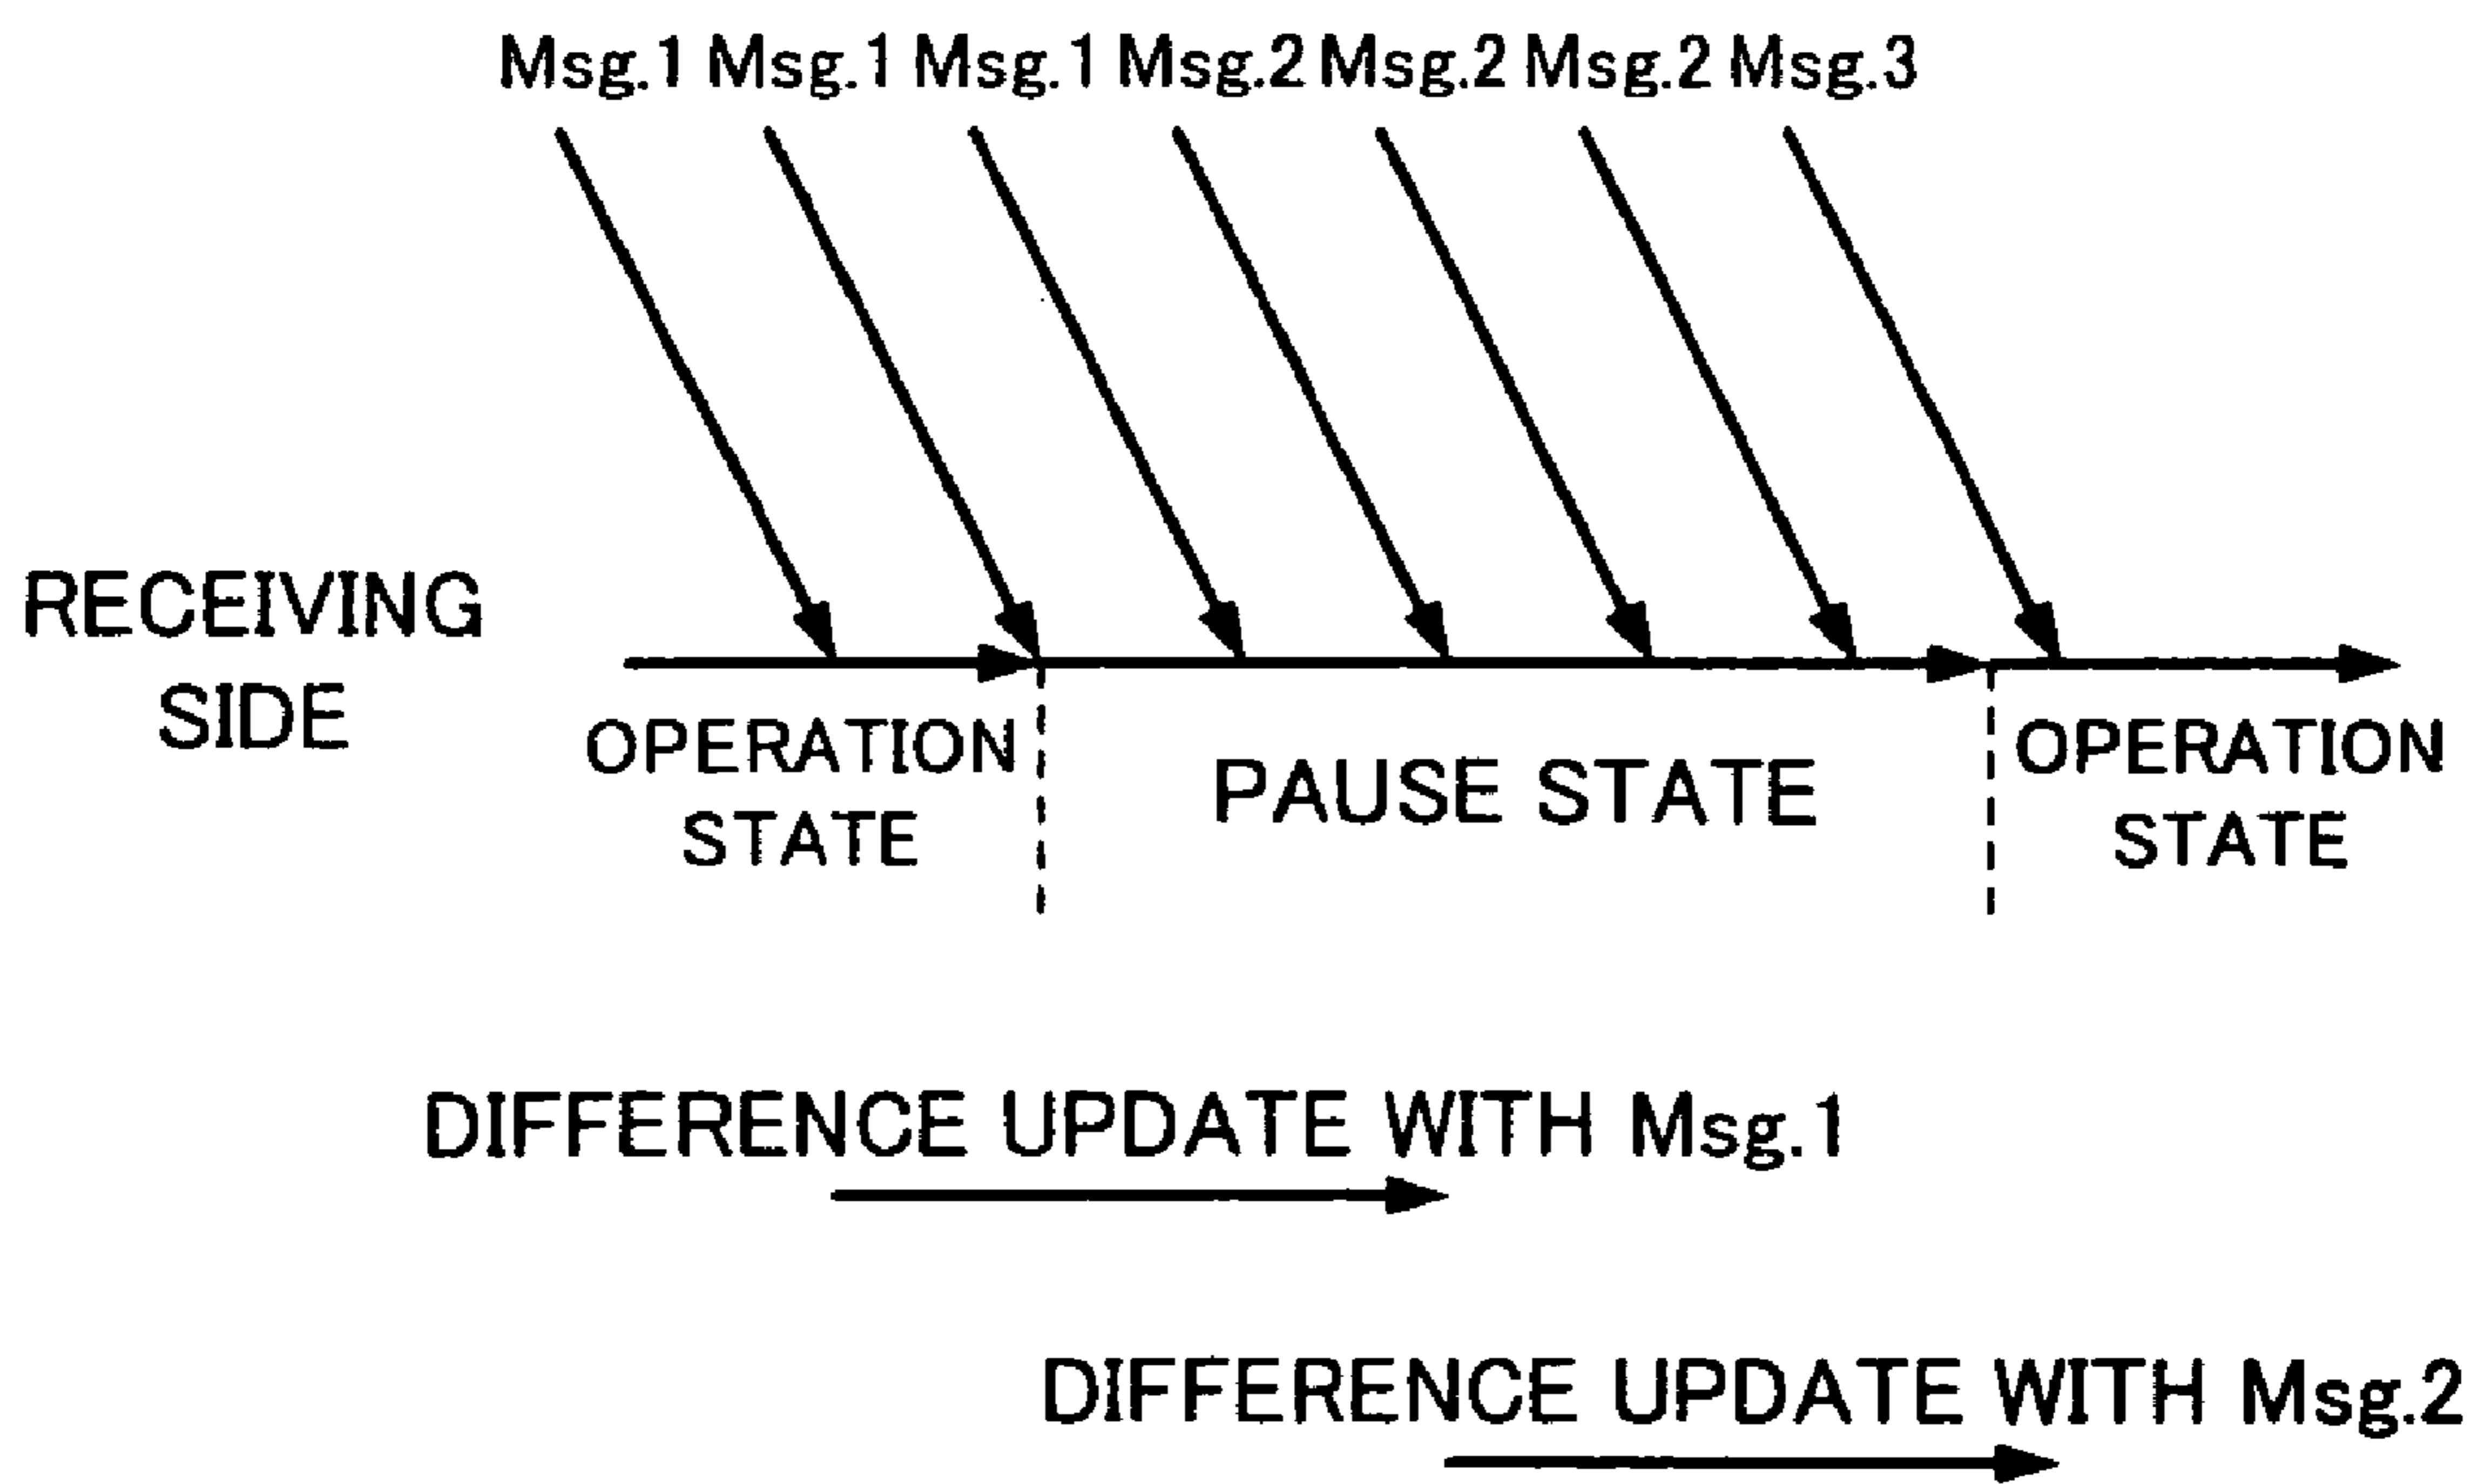 Msg.1 Msg.1 Msg.1 Msg.2 Msg.2 Msg.2 Msg.3
RECEIVING
SIDE
OPERATION
STATE
PAUSE STATE
OPERATION
STATE
DIFFERENCE UPDATE WITH Msg.1
DIFFERENCE UPDATE WITH Msg.2